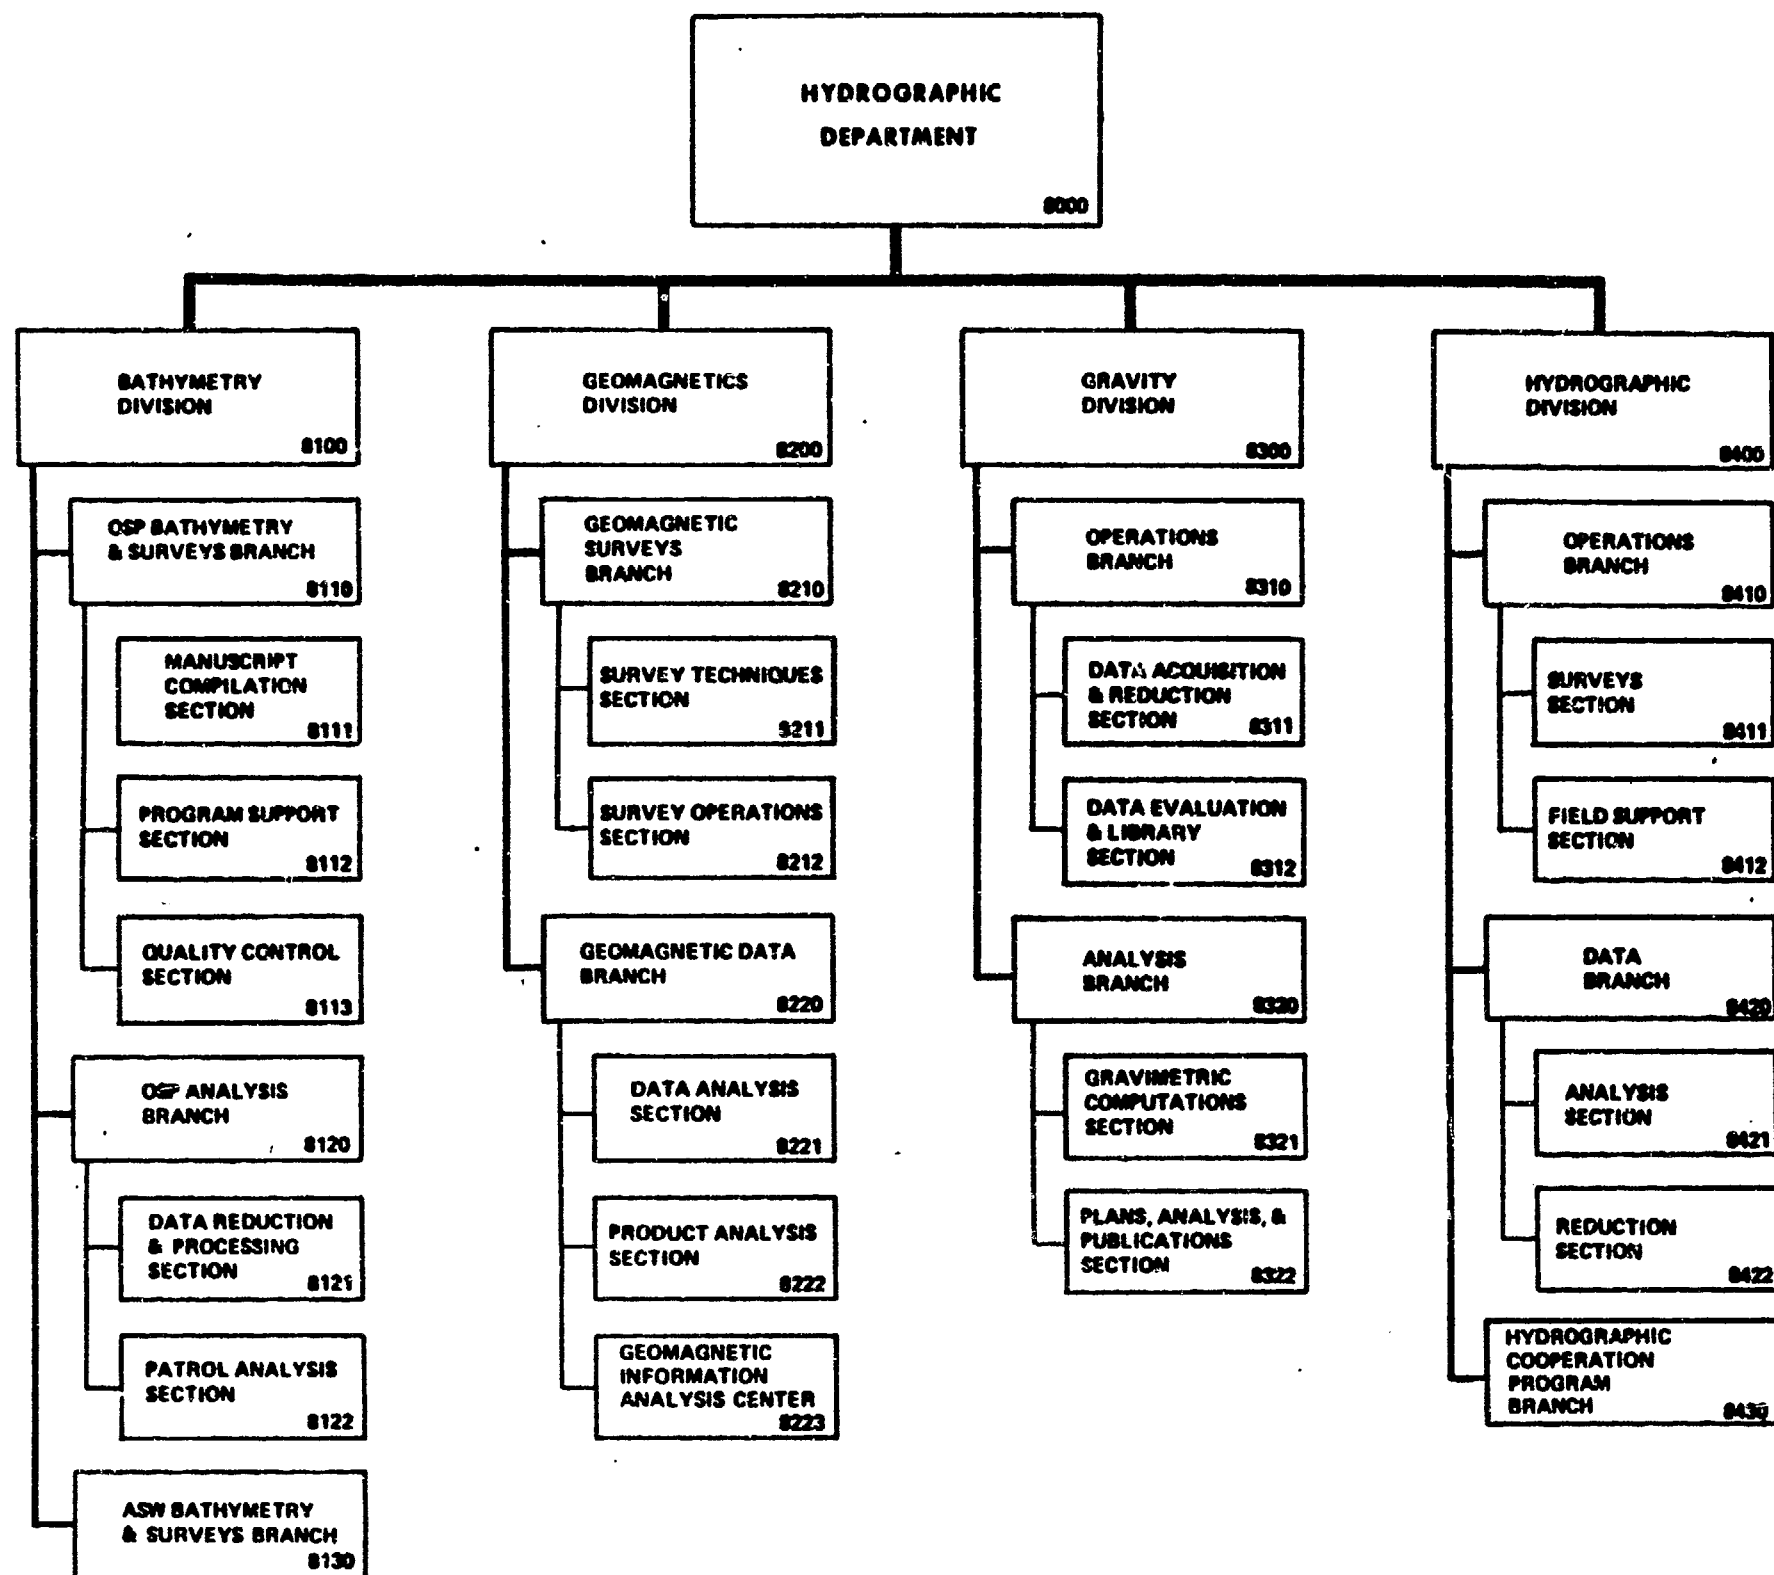 HYDROGRAPHIC
DEPARTMENT
8000
BATHYMETRY
DIVISION
8100
OSP BATHYMETRY
& SURVEYS BRANCH
8110
MANUSCRIPT
COMPILATION
SECTION
8111
PROGRAM SUPPORT
SECTION
8112
QUALITY CONTROL
SECTION
8113
OSP ANALYSIS
BRANCH
8120
DATA REDUCTION
& PROCESSING
SECTION
8121
PATROL ANALYSIS
SECTION
8122
ASW BATHYMETRY
& SURVEYS BRANCH
8130
GEOMAGNETICS
DIVISION
8200
GEOMAGNETIC
SURVEYS
BRANCH
8210
SURVEY TECHNIQUES
SECTION
8211
SURVEY OPERATIONS
SECTION
8212
GEOMAGNETIC DATA
BRANCH
8220
DATA ANALYSIS
SECTION
8221
PRODUCT ANALYSIS
SECTION
8222
GEOMAGNETIC
INFORMATION
ANALYSIS CENTER
8223
GRAVITY
DIVISION
8300
OPERATIONS
BRANCH
8310
DATA ACQUISITION
& REDUCTION
SECTION
8311
DATA EVALUATION
& LIBRARY
SECTION
8312
ANALYSIS
BRANCH
8320
GRAVIMETRIC
COMPUTATIONS
SECTION
8321
PLANS, ANALYSIS, &
PUBLICATIONS
SECTION
8322
HYDROGRAPHIC
DIVISION
8400
OPERATIONS
BRANCH
8410
SURVEYS
SECTION
8411
FIELD SUPPORT
SECTION
8412
DATA
BRANCH
8420
ANALYSIS
SECTION
8421
REDUCTION
SECTION
8422
HYDROGRAPHIC
COOPERATION
PROGRAM
BRANCH
8430